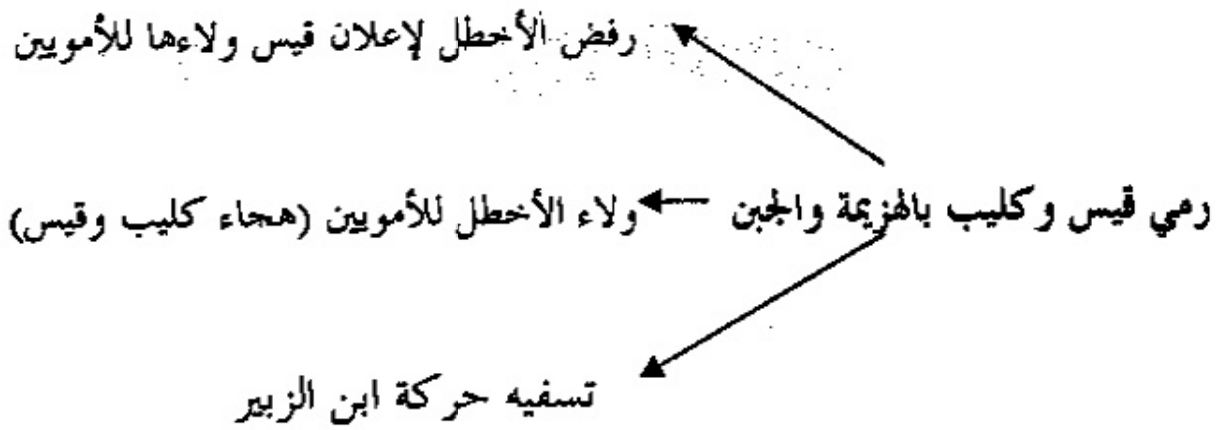 رفض الأخطل لإعلان قيس ولاءها للأمويين
رمي قيس وكليب بالهزيمة والجبن
ولاء الأخطل للأمويين (هجاء كليب وقيس)
تسفيه حركة ابن الزبير